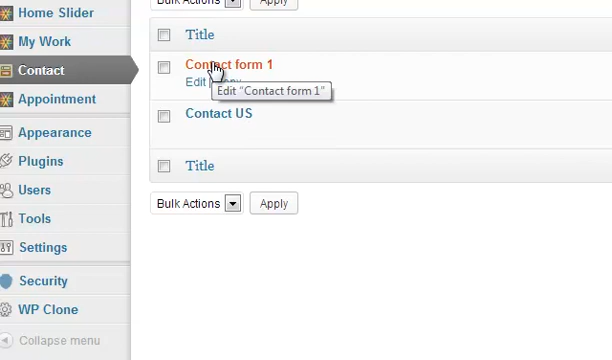 Home Slider
My Work
Contact
Appointment
Appearance
Plugins
Users
Tools
Settings
Security
WP Clone
Collapse menu
Bulk Actions Apply
Title
Contact form 1
Edit
Edit “Contact form 1”
Contact US
Title
Bulk Actions Apply